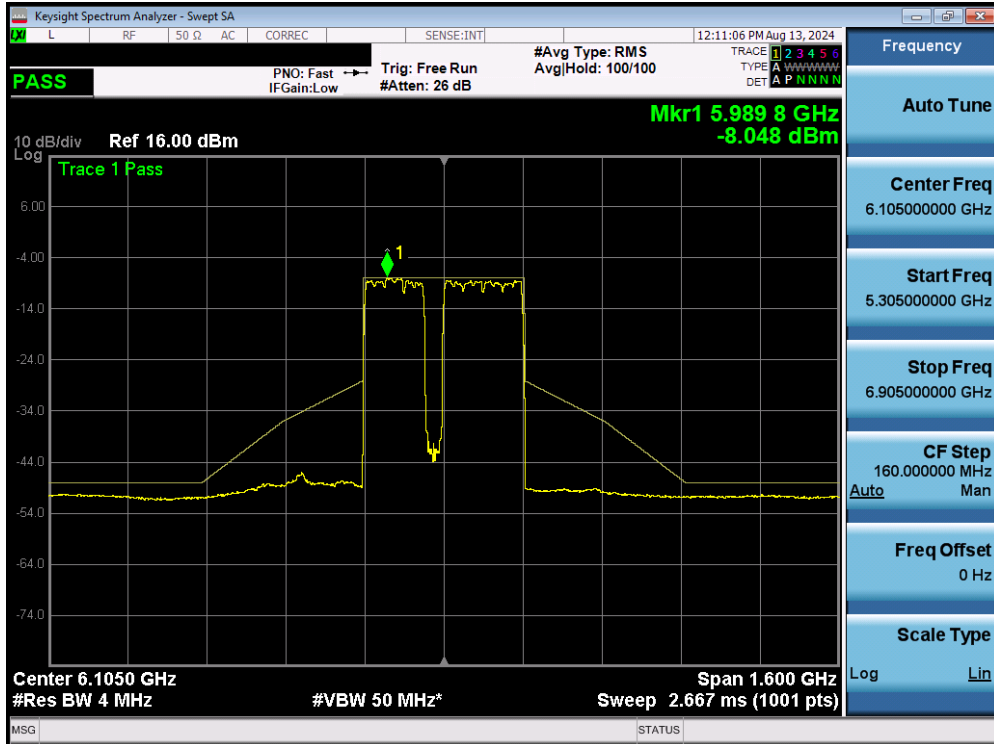 Keysight Spectrum Analyzer - Swept SA
LXI L RF 50 Ω AC CORREC SENSE:INT 12:11:06 PM Aug 13, 2024
PASS
PNO: Fast
IFGain:Low
Trig: Free Run
#Atten: 26 dB
#Avg Type: RMS
Avg|Hold: 100/100
TRACE 1 2 3 4 5 6
TYPE A WWWWW
DET A P N N N N
Mkr1 5.989 8 GHz
-8.048 dBm
10 dB/div Ref 16.00 dBm
Log
Trace 1 Pass
1
6.00
-4.00
-14.0
-24.0
-34.0
-44.0
-54.0
-64.0
-74.0
Center 6.1050 GHz
Span 1.600 GHz
#Res BW 4 MHz
#VBW 50 MHz*
Sweep 2.667 ms (1001 pts)
MSG
STATUS
Frequency
Auto Tune
Center Freq
6.105000000 GHz
Start Freq
5.305000000 GHz
Stop Freq
6.905000000 GHz
CF Step
160.000000 MHz
Auto Man
Freq Offset
0 Hz
Scale Type
Log Lin